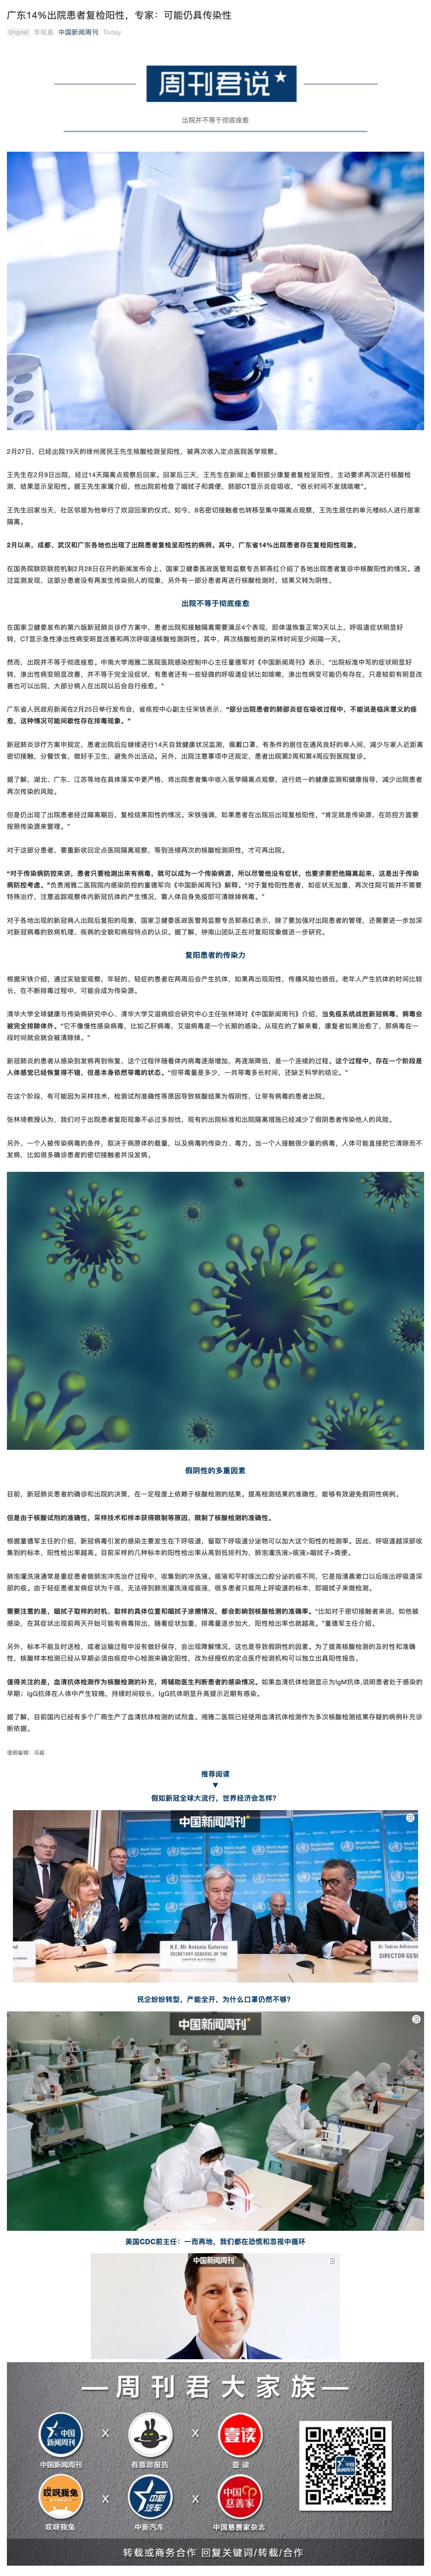 广东14%出院患者复检阳性，专家：可能仍具传染性
Original 李锐嘉 中国新闻周刊 Today
周刊君说
出院并不等于彻底痊愈
2月27日，已经出院19天的徐州居民王先生核酸检测呈阳性，被再次收入定点医院医学观察。
王先生在2月9日出院，经过14天隔离点观察后回家。回家后三天，王先生在新闻上看到部分康复者复检呈阳性，主动要求再次进行核酸检
测，结果显示呈阳性。据王先生家属介绍，他出院前检查了咽拭子和粪便，肺部CT显示炎症吸收，“很长时间不发烧咳嗽”。
王先生回家当天，社区邻居为他举行了欢迎回家的仪式。如今，8名密切接触者也转移至集中隔离点观察，王先生居住的单元楼65人进行居家
隔离。
2月以来，成都、武汉和广东各地也出现了出院患者复检呈阳性的病例。其中，广东省14%出院患者存在复检阳性现象。
在国务院联防联控机制2月28日召开的新闻发布会上，国家卫健委医政医管局监察专员郭燕红介绍了各地出院患者复诊中核酸阳性的情况。通
过监测发现，这部分患者没有再发生传染别人的现象，另外有一部分患者再进行核酸检测时，结果又转为阴性。
出院不等于彻底痊愈
在国家卫健委发布的第六版新冠肺炎诊疗方案中，患者出院和接触隔离需要满足4个表现，即体温恢复正常3天以上，呼吸道症状明显好
转，CT显示急性渗出性病变明显改善和两次呼吸道核酸检测阴性。其中，两次核酸检测的采样时间至少间隔一天。
然而，出院并不等于彻底痊愈。中南大学湘雅二医院医院感染控制中心主任童德军对《中国新闻周刊》表示，“出院标准中写的症状明显好
转，渗出性病变明显改善，并不等于完全没症状，有患者还有一些轻微的呼吸道症状比如咳嗽，渗出性病变可能仍有存在，只是较前有明显改
善也可以出院，大部分病人在出院以后会自行痊愈。”
广东省人民政府新闻办在2月25日举行发布会，省疾控中心副主任宋铁表示，“部分出院患者的肺部炎症在吸收过程中，不能说是临床意义的痊
愈，这种情况可能间歇性存在排毒现象。”
新冠肺炎诊疗方案中规定，患者出院后应继续进行14天自我健康状况监测，佩戴口罩，有条件的居住在通风良好的单人间，减少与家人近距离
密切接触，分餐饮食，做好手卫生，避免外出活动。另外，出院注意事项中还规定，患者出院第2周和第4周后到医院复诊。
据了解，湖北、广东、江苏等地在具体落实中更严格，将出院患者集中收入医学隔离点观察，进行统一的健康监测和健康指导，减少出院患者
再次传染的风险。
但是仍出现了出院者经过隔离期后，复检结果阳性的情况。宋铁强调，如果患者在出院后出现复检阳性，“肯定就是传染源，在防控方面要
按照传染源来管理。”
对于这部分患者，要重新收回定点医院隔离观察，等到连续两次的核酸检测阴性，才可再出院。
“对于传染病防控来讲，患者只要检测出来有病毒，就可以成为一个传染病源，所以尽管他没有症状，也要求要把他隔离起来，这是出于传染
病防控考虑。”负责湘雅二医院院内感染防控的童德军向《中国新闻周刊》解释。“对于复检阳性患者，如症状无加重，再次住院可能并不需要
特殊治疗，注意追踪观察体内新冠抗体的产生情况，靠人体自身免疫即可清除掉病毒。”
对于各地出现的新冠病人出院后复阳的现象，国家卫健委医政医管局监察专员郭燕红表示，除了要加强对出院患者的管理，还需要进一步加深
对新冠病毒的致病机理、疾病的全貌和病程特点的认识。据了解，钟南山团队正在对复阳现象做进一步研究。
复阳患者的传染力
根据宋铁介绍，通过实验室观察，年轻的、轻症的患者在两周后会产生抗体，如果再出现阳性，传播风险也很低。老年人产生抗体的时间比较
长，在不断排毒过程中，可能会成为传染源。
清华大学全球健康与传染病研究中心、清华大学艾滋病综合研究中心主任张林琦对《中国新闻周刊》介绍，当免疫系统战胜新冠病毒，病毒会
被完全排除体外。“它不像慢性感染病毒，比如乙肝病毒，艾滋病毒是一个长期的感染。从现在的了解来看，康复者如果治愈了，那病毒在一
段时间就会就会被清除掉。”
新冠肺炎的患者从感染到发病再到恢复，这个过程伴随着体内病毒逐渐增加，再逐渐降低，是一个连续的过程。这个过程中，存在一个阶段是
人体感觉已经恢复得不错，但是本身依然带毒的状态。“但带毒量是多少，一共带毒多长时间，还缺乏科学的结论。”
在这个阶段，有可能因为采样技术，检测试剂准确性等原因导致核酸结果为假阴性，让带有病毒的患者出院。
张林琦教授认为，我们对于出院患者复阳现象不必过多担忧，现有的出院标准和出院隔离措施已经减少了假阴患者传染他人的风险。
另外，一个人被传染病毒的条件，取决于病原体的载量，以及病毒的传染力、毒力。当一个人接触很少量的病毒，人体可能直接把它清除而不
发病，比如很多确诊患者的密切接触者并没发病。
假阴性的多重因素
目前，新冠肺炎患者的确诊和出院的决策，在一定程度上依赖于核酸检测的结果。提高检测结果的准确性，能够有效避免假阴性病例。
但是由于核酸试剂的准确性，采样技术和样本获得限制等原因，限制了核酸检测的准确性。
根据童德军主任的介绍，新冠病毒引发的感染主要发生在下呼吸道，留取下呼吸道分泌物可以加大这个阳性的检测率。因此，呼吸道越深部收
集到的标本，阳性检出率越高。目前采样的几种标本的阳性检出率从高到低排列为，肺泡灌洗液>痰液>咽拭子>粪便。
肺泡灌洗液通常是重症患者做肺泡冲洗治疗过程中，收集到的冲洗液。痰液和平时咳出口腔分泌的痰不同，它是指清晨漱口以后咳出呼吸道深
部的痰。由于轻症患者发病症状为干咳，无法得到肺泡灌洗液或痰液，很多患者只能用上呼吸道的标本，即咽拭子来做检测。
需要注意的是，咽拭子取样的时机、取样的具体位置和咽拭子涂擦情况，都会影响到核酸检测的准确率。“比如对于密切接触者来说，如他被
感染，在其症状出现前两天开始可能有病毒排出，随着症状加重，排毒量逐步加大，阳性检出率也就越高。”童德军主任介绍。
另外，标本不能及时送检，或者运输过程中没有做好保存，会出现降解情况，这也是导致假阴性的因素。为了提高核酸检测的及时性和准确
性，核酸样本检测已经从早期必须由疾控中心检测来确定阳性，改为经授权的定点医疗检测机构可以独立出具阳性报告。
值得关注的是，血清抗体检测作为核酸检测的补充，将辅助医生判断患者的感染情况。如果血清抗体检测显示为IgM抗体,说明患者处于感染的
早期；IgG抗体在人体中产生较晚，持续时间较长，IgG抗体明显升高提示近期有感染。
据了解，目前国内已经有多个厂商生产了血清抗体检测的试剂盒。湘雅二医院已经使用血清抗体检测作为多次核酸检测结果存疑的病例补充诊
断依据。
值班编辑：冯超
推荐阅读
▼
假如新冠全球大流行，世界经济会怎样？
中国新闻周刊
World Health Organization
H.E. Mr Antonio Guterres
SECRETARY-GENERAL OF THE
UNITED NATIONS
DIRECTOR-GENE
民企纷纷转型，产能全开，为什么口罩仍然不够？
中国新闻周刊
美国CDC前主任：一而再地，我们都在恐慌和忽视中循环
中国新闻周刊
—周刊君大家族—
中国新闻周刊 X X 壹读
中国新闻周刊 有意思报告 壹读
哎呀我兔 X 中新汽车 X 中国慈善家
哎呀我兔 中新汽车 中国慈善家杂志
转载或商务合作 回复关键词/转载/合作